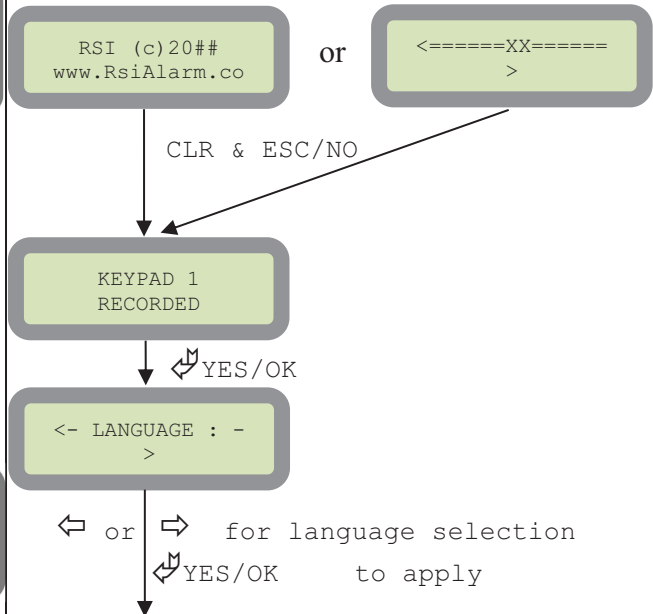 RSI (c)20##
www.RsiAlarm.co
or
<======XX======
>
CLR & ESC/NO
KEYPAD 1
RECORDED
YES/OK
<- LANGUAGE : -
>
⇦ or ⇨ for language selection
YES/OK to apply